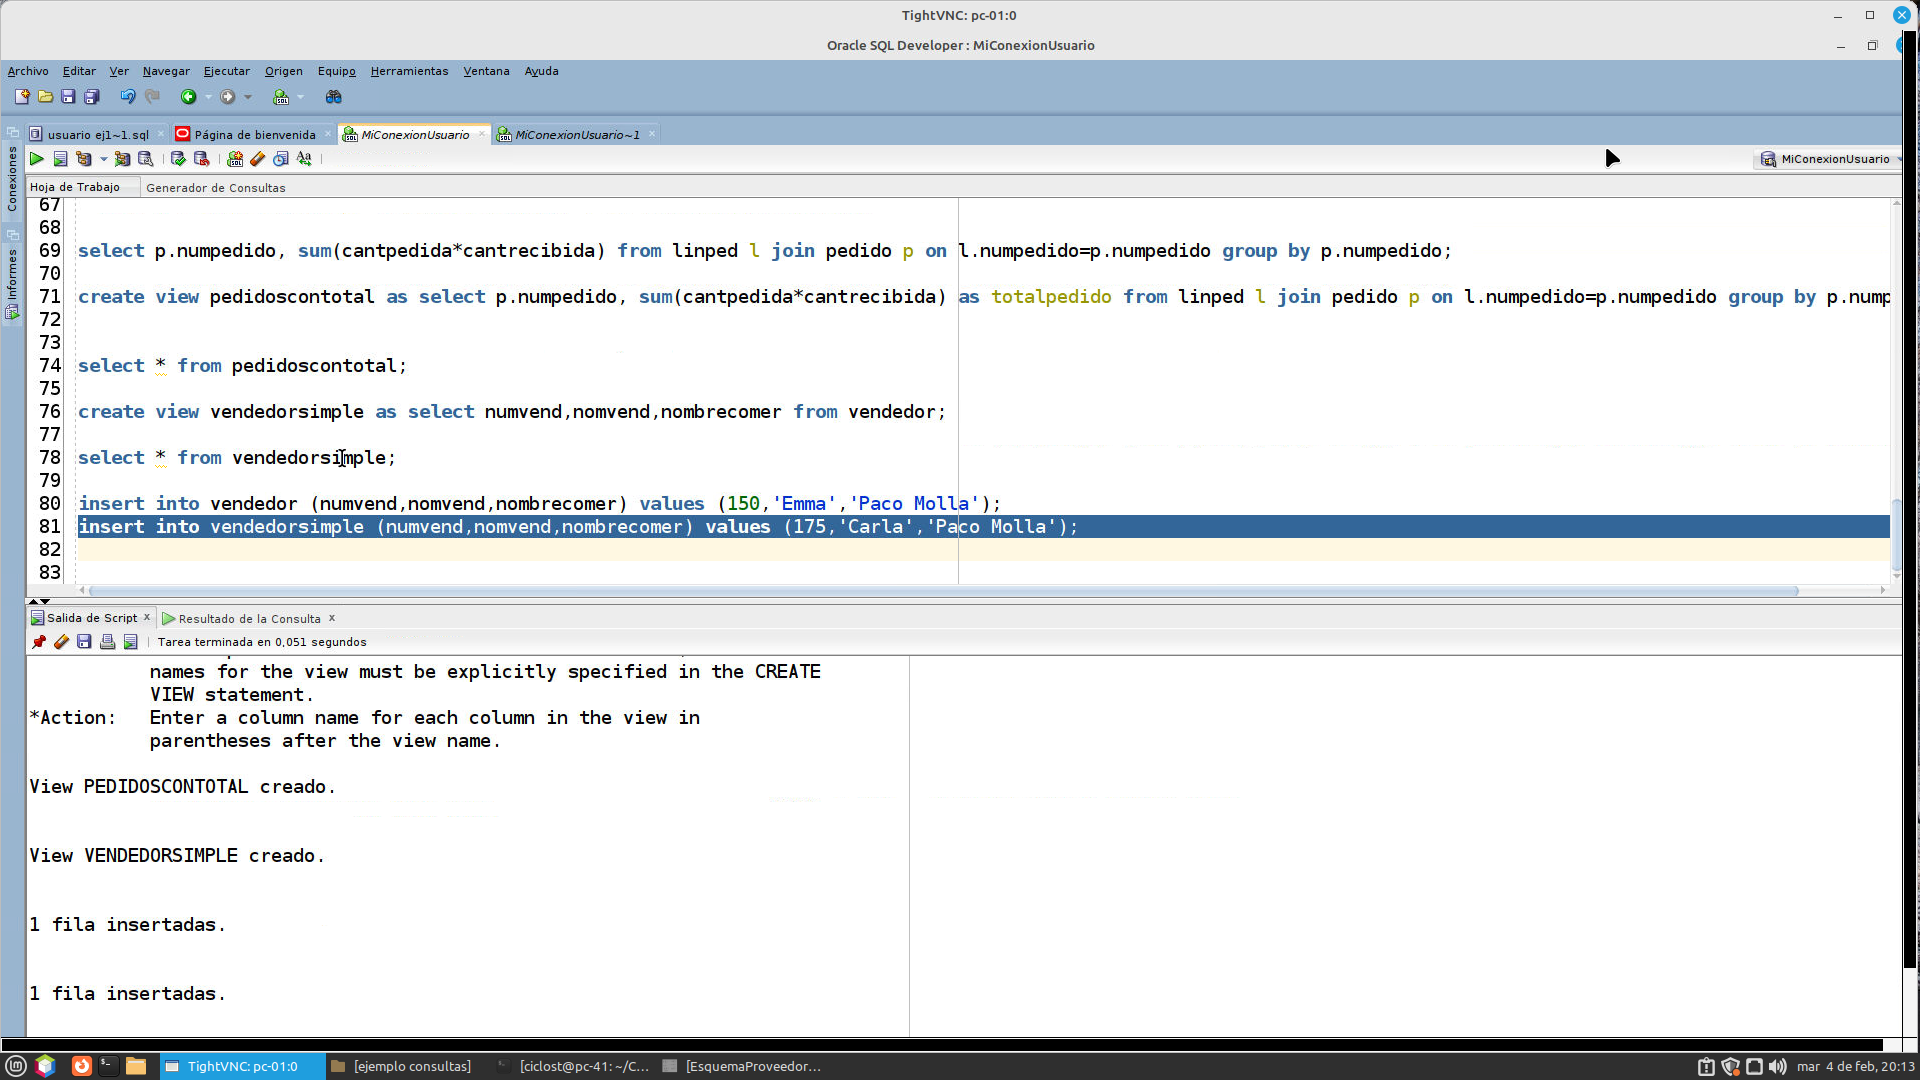 TightVNC: pc-01:0
Oracle SQL Developer : MiConexionUsuario
Archivo Editar Ver Navegar Ejecutar Origen Equipo Herramientas Ventana Ayuda
usuario ej1~1.sql Página de bienvenida MiConexionUsuario MiConexionUsuario~1
MiConexionUsuario
Conexiones
Informes
Hoja de Trabajo Generador de Consultas
67
68
69 select p.numpedido, sum(cantpedida*cantrecibida) from linped l join pedido p on l.numpedido=p.numpedido group by p.numpedido;
70
71 create view pedidoscontotal as select p.numpedido, sum(cantpedida*cantrecibida) as totalpedido from linped l join pedido p on l.numpedido=p.numpedido group by p.nump
72
73
74 select * from pedidoscontotal;
75
76 create view vendedorsimple as select numvend,nomvend,nombrecomer from vendedor;
77
78 select * from vendedorsimple;
79
80 insert into vendedor (numvend,nomvend,nombrecomer) values (150,'Emma','Paco Molla');
81 insert into vendedorsimple (numvend,nomvend,nombrecomer) values (175,'Carla','Paco Molla');
82
83
Salida de Script x Resultado de la Consulta x
Tarea terminada en 0,051 segundos
names for the view must be explicitly specified in the CREATE
VIEW statement.
*Action: Enter a column name for each column in the view in
parentheses after the view name.
View PEDIDOSCONTOTAL creado.
View VENDEDORSIMPLE creado.
1 fila insertadas.
1 fila insertadas.
TightVNC: pc-01:0 [ejemplo consultas] [ciclost@pc-41: ~/C... [EsquemaProveedor... mar 4 de feb, 20:13